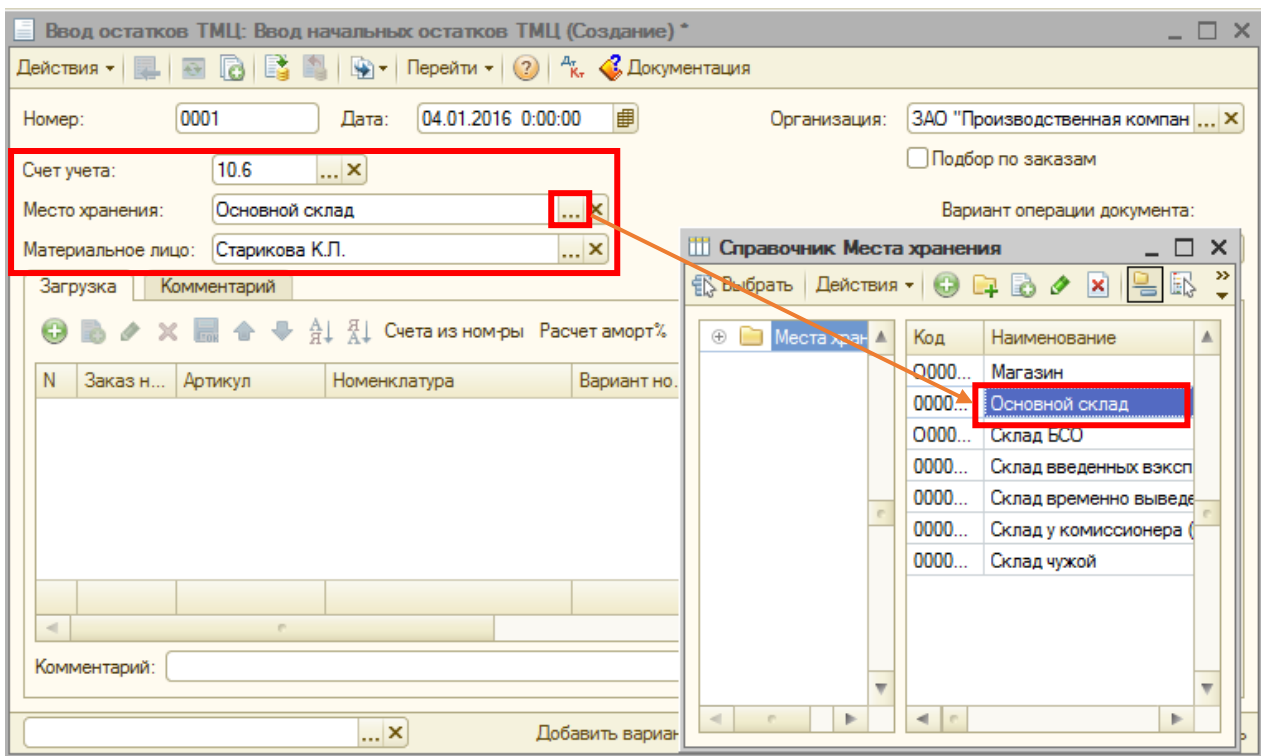 Ввод остатков ТМЦ: Ввод начальных остатков ТМЦ (Создание) *
Действия Перейти Дт Кт Документация
Номер: 0001 Дата: 04.01.2016 0:00:00 Организация: ЗАО "Производственная компан ...
Счет учета: 10.6 ... Подбор по заказам
Место хранения: Основной склад ... Вариант операции документа:
Материальное лицо: Старикова К.Л. ...
Загрузка Комментарий
Счета из ном-ры Расчет аморт%
N Заказ н... Артикул Номенклатура Вариант но.
Комментарий:
... Добавить вариан
Справочник Места хранения
Выбрать Действия
Места хран Код Наименование
О000... Магазин
0000... Основной склад
О000... Склад БСО
0000... Склад введенных вэксп
0000... Склад временно выведе
0000... Склад у комиссионера (
0000... Склад чужой